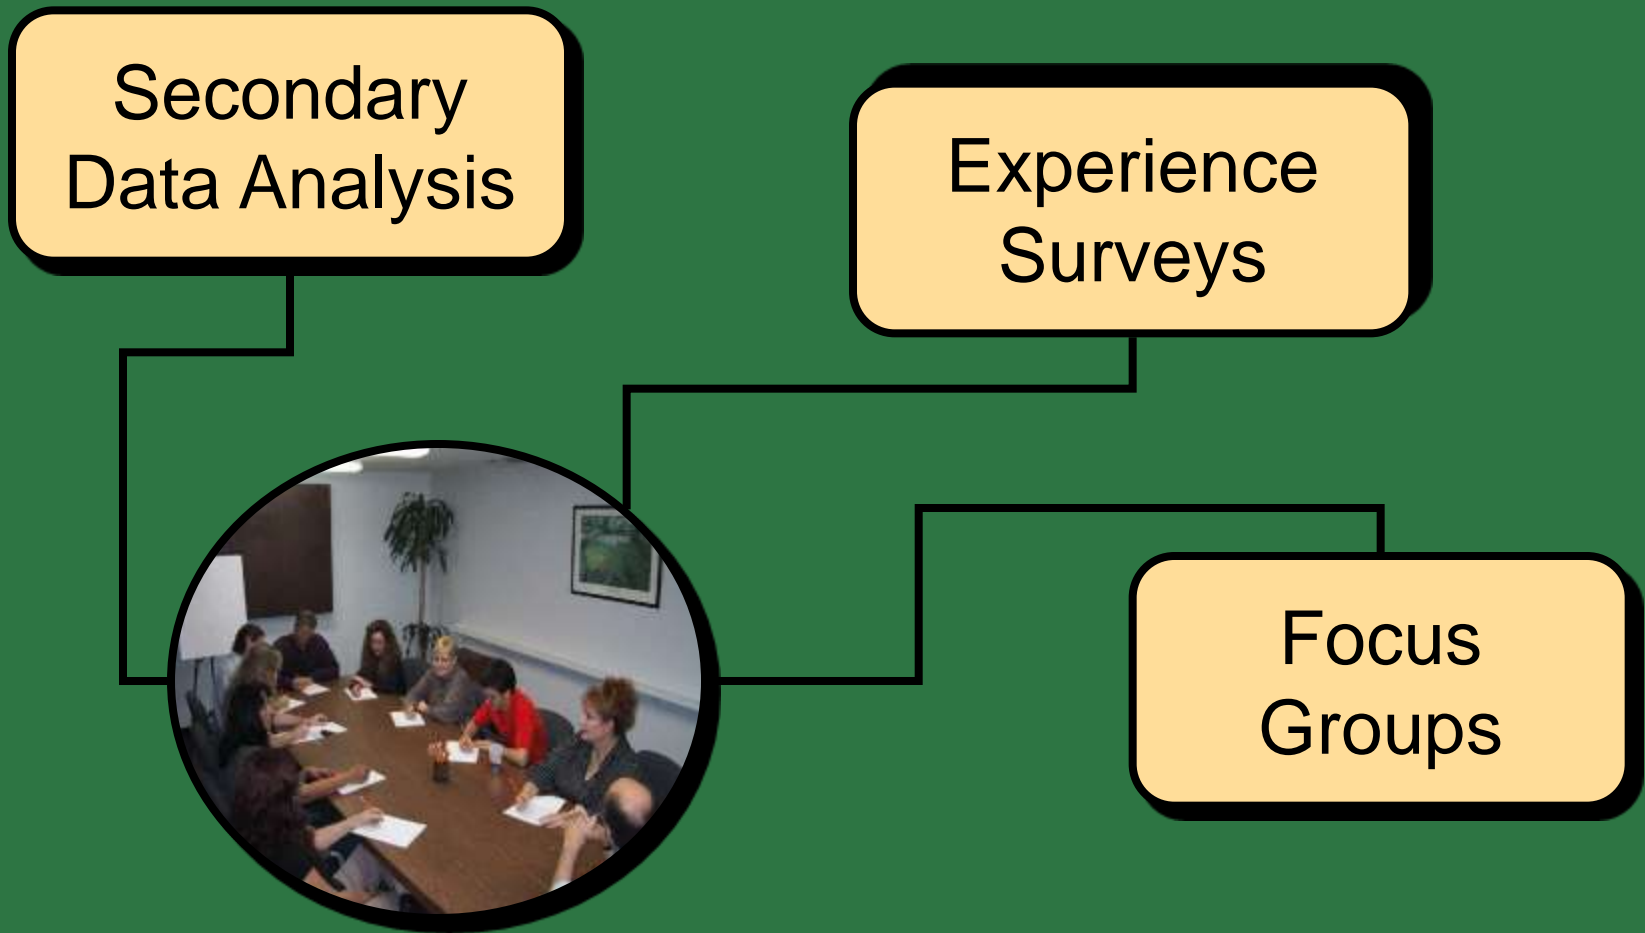 Secondary
Data Analysis
Experience
Surveys
Focus
Groups